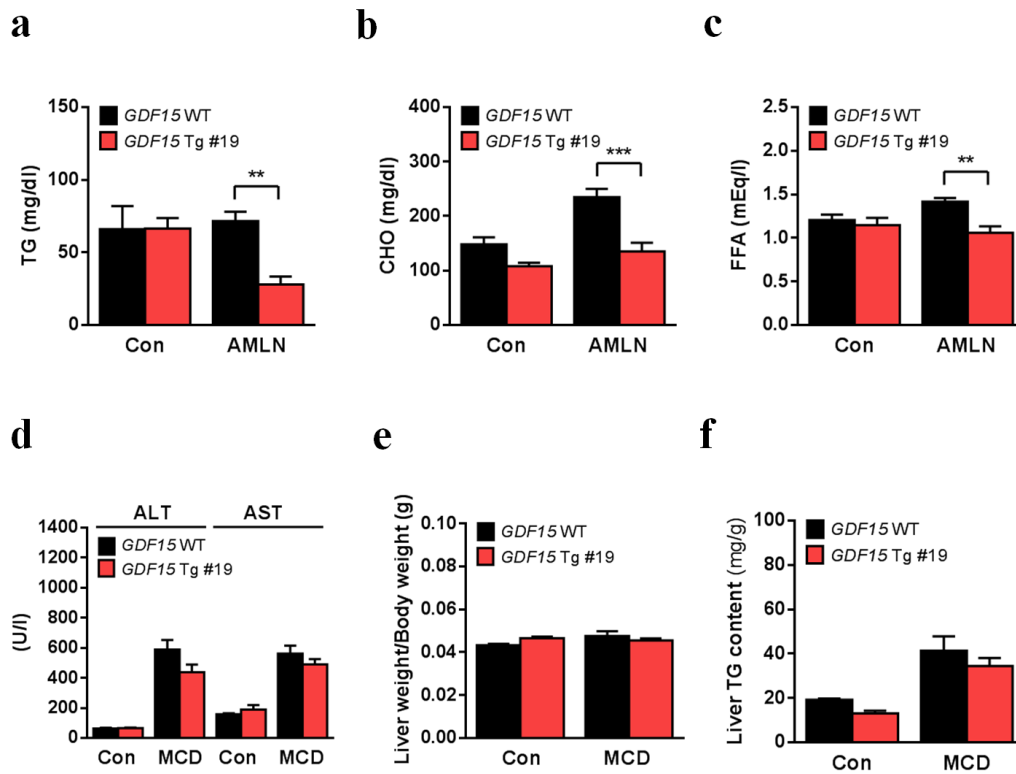 a
TG (mg/dl)
150
100
50
0
GDF15 WT
GDF15 Tg #19
**
Con
AMLN
b
CHO (mg/dl)
400
300
200
100
0
GDF15 WT
GDF15 Tg #19
***
Con
AMLN
c
FFA (mEq/l)
2.5
2.0
1.5
1.0
0.5
0.0
GDF15 WT
GDF15 Tg #19
**
Con
AMLN
d
(U/l)
1400
1200
1000
800
600
400
200
0
ALT
AST
GDF15 WT
GDF15 Tg #19
Con
MCD
Con
MCD
e
Liver weight/Body weight (g)
0.10
0.08
0.06
0.04
0.02
0.00
GDF15 WT
GDF15 Tg #19
Con
MCD
f
Liver TG content (mg/g)
100
80
60
40
20
0
GDF15 WT
GDF15 Tg #19
Con
MCD